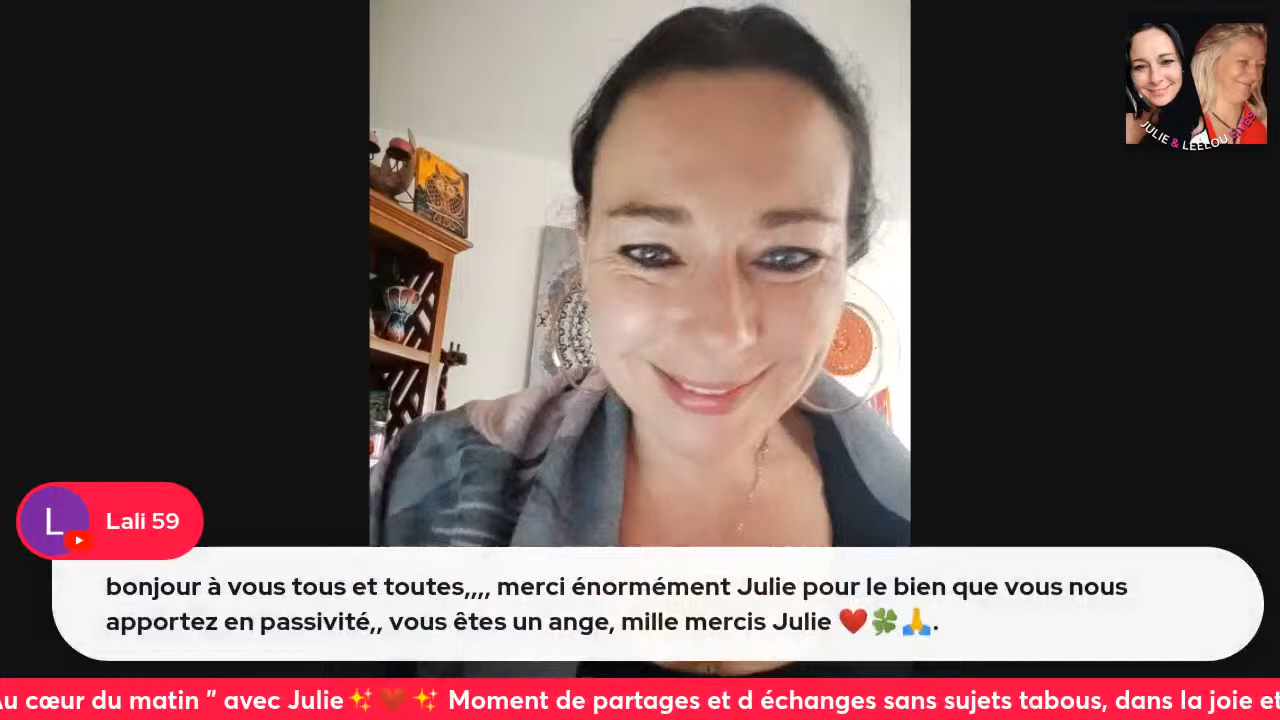 JULIE & LEELOU
L
Lali 59
bonjour à vous tous et toutes,,,, merci énormément Julie pour le bien que vous nous
apportez en passivité,, vous êtes un ange, mille mercis Julie ❤️🍀🙏.
Au cœur du matin " avec Julie✨❤️✨ Moment de partages et d échanges sans sujets tabous, dans la joie et